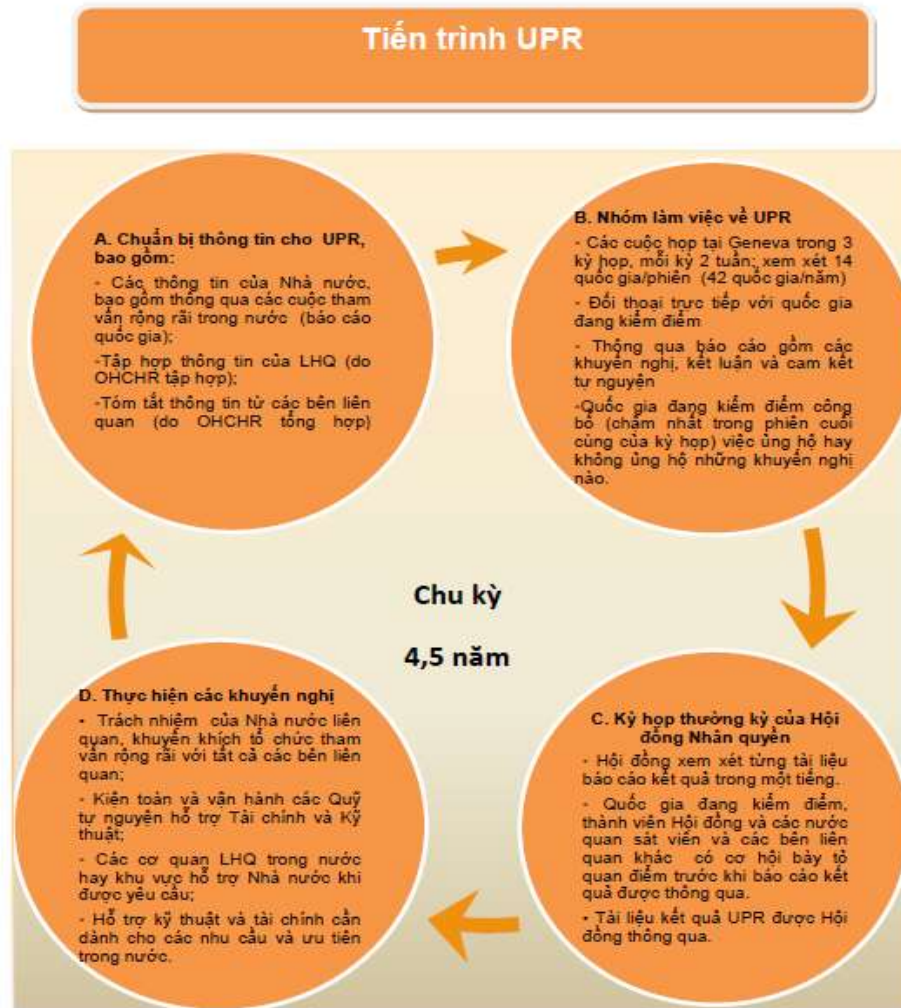 Tiến trình UPR
A. Chuẩn bị thông tin cho UPR,
bao gồm:
- Các thông tin của Nhà nước,
bao gồm thông qua các cuộc tham
vấn rộng rãi trong nước (báo cáo
quốc gia);
-Tập hợp thông tin của LHQ (do
OHCHR tập hợp);
-Tóm tắt thông tin từ các bên liên
quan (do OHCHR tổng hợp)
B. Nhóm làm việc về UPR
- Các cuộc họp tại Geneva trong 3
kỳ họp, mỗi kỳ 2 tuần; xem xét 14
quốc gia/phiên (42 quốc gia/năm)
- Đối thoại trực tiếp với quốc gia
đang kiểm điểm
- Thông qua báo cáo gồm các
khuyến nghị, kết luận và cam kết
tự nguyện
-Quốc gia đang kiểm điểm công
bố (chậm nhất trong phiên cuối
cùng của kỳ họp) việc ủng hộ hay
không ủng hộ những khuyến nghị
nào.
Chu kỳ
4,5 năm
C. Kỳ họp thường kỳ của Hội
đồng Nhân quyền
- Hội đồng xem xét từng tài liệu
báo cáo kết quả trong một tiếng.
- Quốc gia đang kiểm điểm,
thành viên Hội đồng và các nước
quan sát viên và các bên liên
quan khác có cơ hội bày tỏ
quan điểm trước khi báo cáo kết
quả được thông qua.
• Tài liệu kết quả UPR được Hội
đồng thông qua.
D. Thực hiện các khuyến nghị
• Trách nhiệm của Nhà nước liên
quan, khuyến khích tổ chức tham
vấn rộng rãi với tất cả các bên liên
quan;
- Kiện toàn và vận hành các Quỹ
tự nguyện hỗ trợ Tài chính và Kỹ
thuật;
- Các cơ quan LHQ trong nước
hay khu vực hỗ trợ Nhà nước khi
được yêu cầu;
- Hỗ trợ kỹ thuật và tài chính cần
dành cho các nhu cầu và ưu tiên
trong nước.